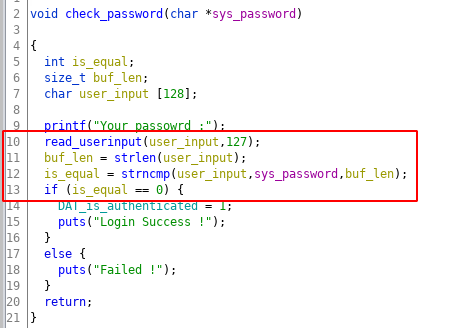 2 void check_password(char *sys_password)
3
4 {
5   int is_equal;
6   size_t buf_len;
7   char user_input [128];
8
9   printf("Your passowrd :");
10   read_userinput(user_input,127);
11   buf_len = strlen(user_input);
12   is_equal = strncmp(user_input,sys_password,buf_len);
13   if (is_equal == 0) {
14     DAT_is_authenticated = 1;
15     puts("Login Success !");
16   }
17   else {
18     puts("Failed !");
19   }
20   return;
21 }